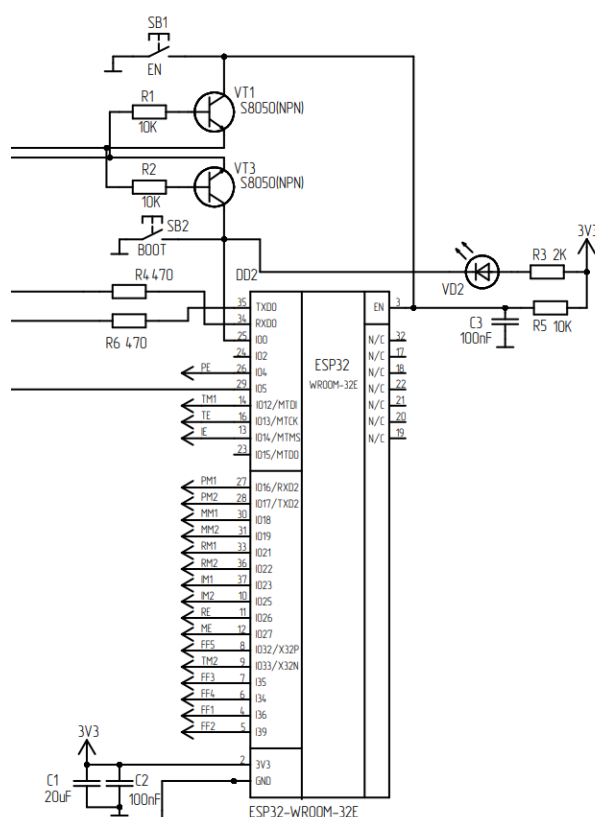 SB1
EN
VT1
S8050(NPN)
R1
10K
R2
10K
VT3
S8050(NPN)
SB2
BOOT
3V3
R3 2K
VD2
R4 470
DD2
R6 470
C3
100nF
R5 10K
ESP32
WROOM-32E
35 TXD0
34 RXD0
25 IO0
24 IO2
PE 26 IO4
29 IO5
TM1 14 IO12/MTDI
TE 16 IO13/MTCK
IE 13 IO14/MTMS
23 IO15/MTDO
PM1 27 IO16/RXD2
PM2 28 IO17/TXD2
MM1 30 IO18
MM2 31 IO19
RM1 33 IO21
RM2 36 IO22
IM1 37 IO23
IM2 10 IO25
RE 11 IO26
ME 12 IO27
FF5 8 IO32/X32P
TM2 9 IO33/X32N
FF3 7 I35
FF4 6 I34
FF1 4 I36
FF2 5 I39
2 3V3
GND
EN 3
N/C 32
N/C 17
N/C 18
N/C 22
N/C 21
N/C 20
N/C 19
3V3
C1
20uF
C2
100nF
ESP32-WROOM-32E